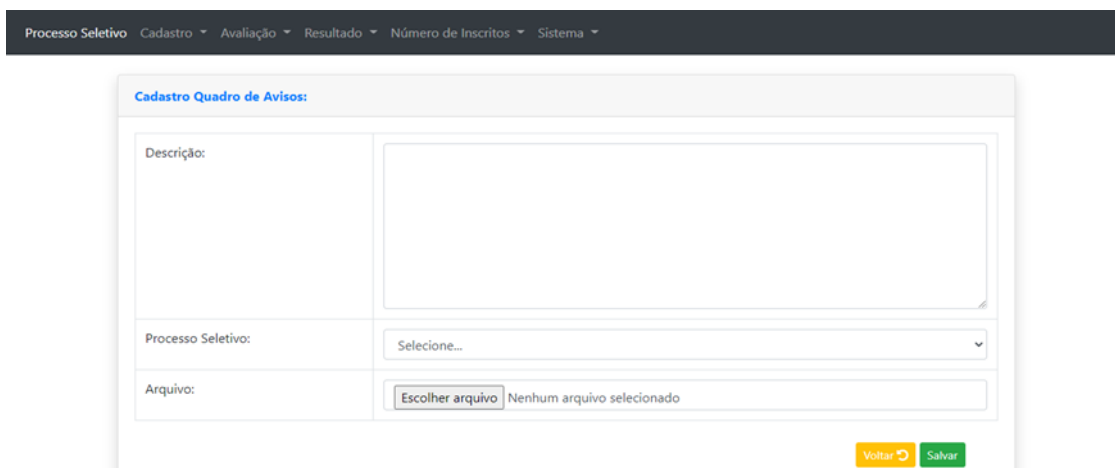 Processo Seletivo Cadastro Avaliação Resultado Número de Inscritos Sistema
Cadastro Quadro de Avisos:
Descrição:
Processo Seletivo: Selecione...
Arquivo: Escolher arquivo Nenhum arquivo selecionado
Voltar Salvar